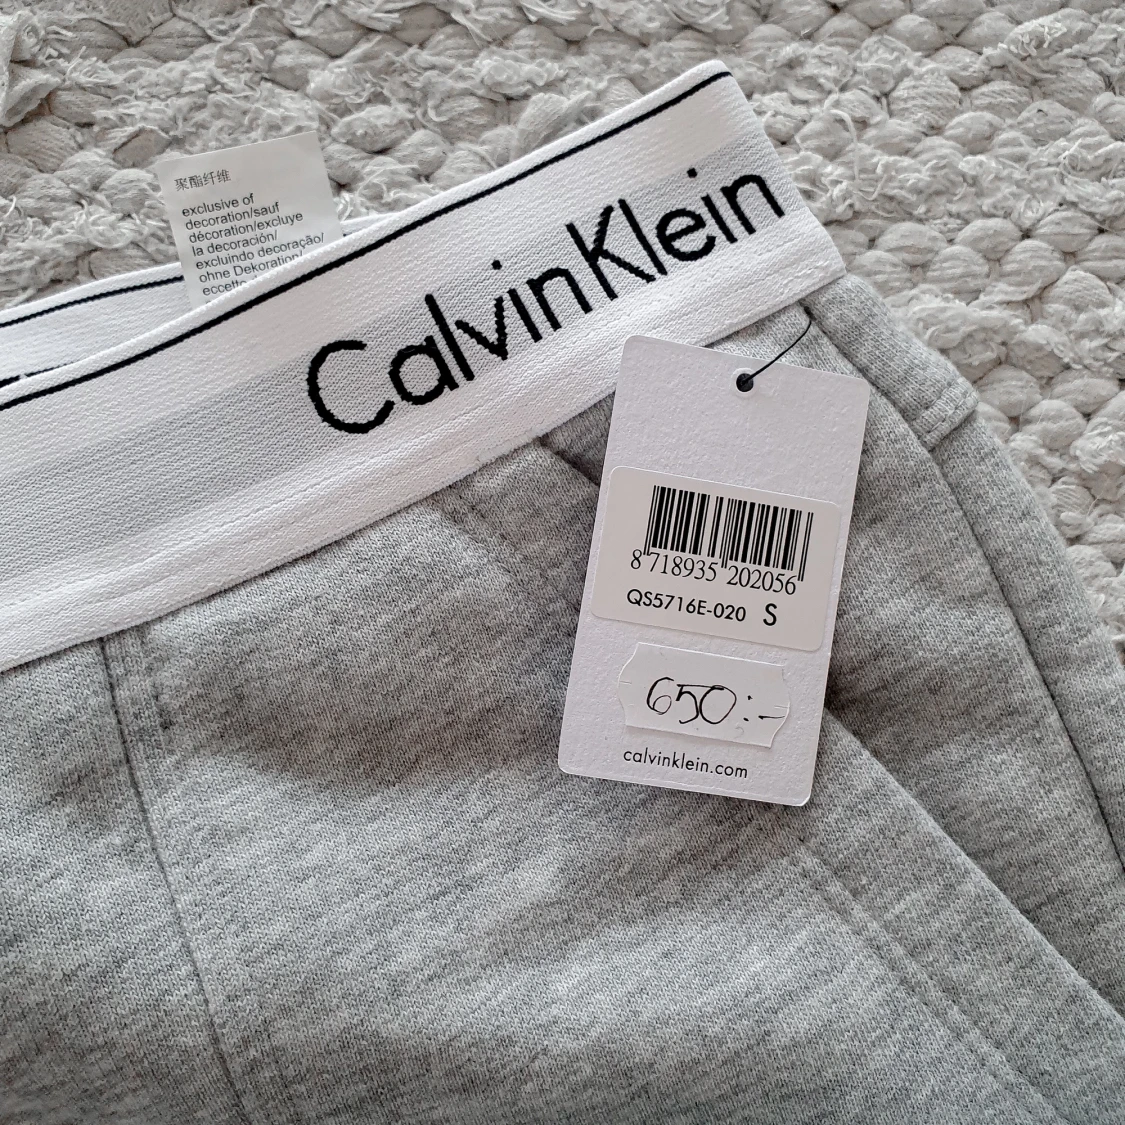 聚酯纤维
exclusive of
decoration/sauf
décoration/excluye
la decoración/
excluindo decoração/
ohne Dekoration/
Calvin Klein
8 718935 202056
QS5716E-020 S
650:-
calvinklein.com